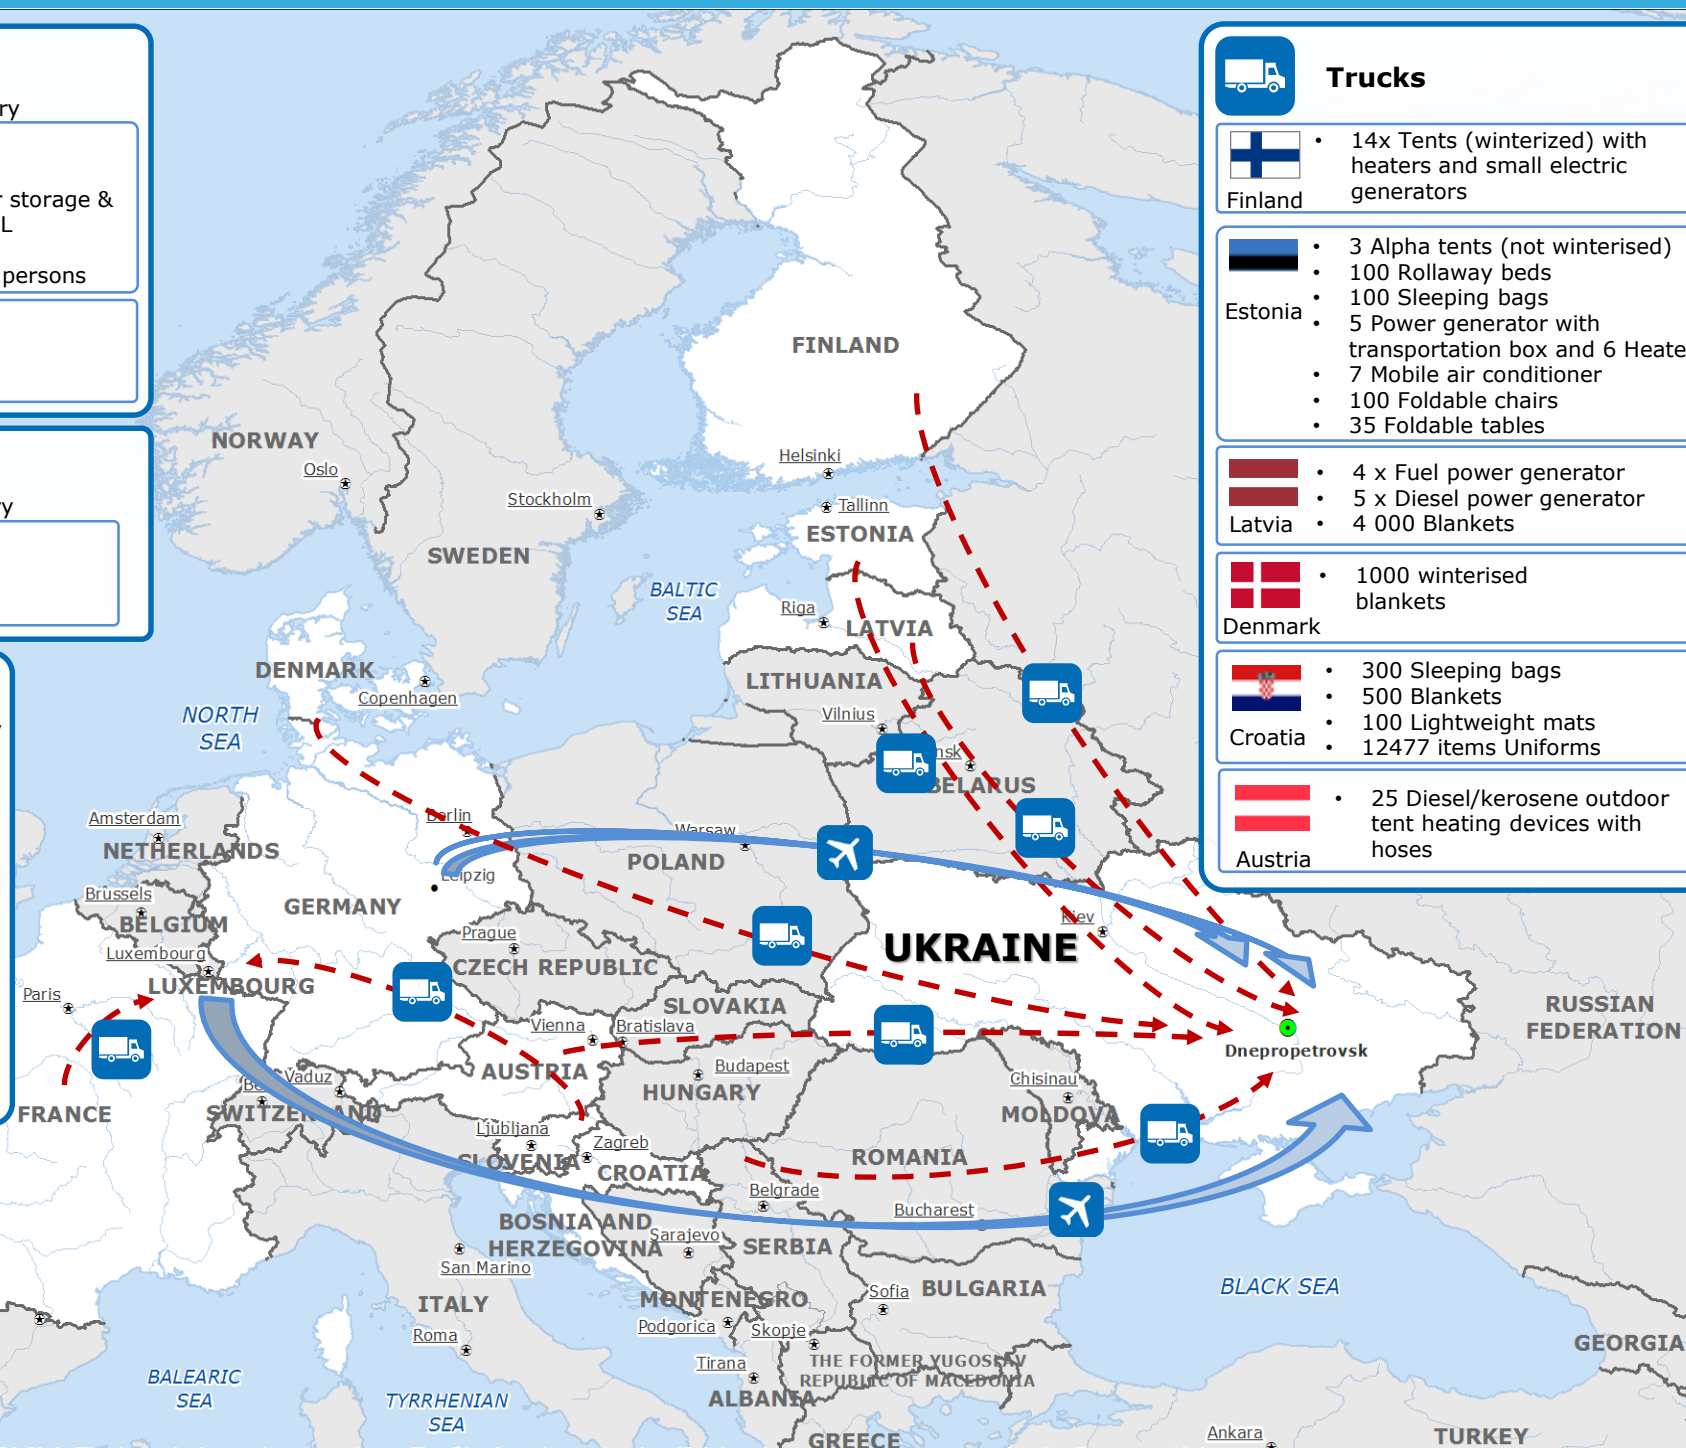 ry
r storage &
L
persons
y
Trucks
Finland
• 14x Tents (winterized) with
heaters and small electric
generators
Estonia
• 3 Alpha tents (not winterised)
• 100 Rollaway beds
• 100 Sleeping bags
• 5 Power generator with
transportation box and 6 Heate
• 7 Mobile air conditioner
• 100 Foldable chairs
• 35 Foldable tables
Latvia
• 4 x Fuel power generator
• 5 x Diesel power generator
• 4 000 Blankets
Denmark
• 1000 winterised
blankets
Croatia
• 300 Sleeping bags
• 500 Blankets
• 100 Lightweight mats
• 12477 items Uniforms
Austria
• 25 Diesel/kerosene outdoor
tent heating devices with
hoses
FINLAND
NORWAY
Oslo
Helsinki
Stockholm
Tallinn
ESTONIA
SWEDEN
BALTIC
SEA
Riga
LATVIA
DENMARK
Copenhagen
LITHUANIA
NORTH
SEA
Vilnius
nsk
BELARUS
Amsterdam
NETHERLANDS
Berlin
Warsaw
POLAND
Leipzig
Brussels
BELGIUM
GERMANY
Kiev
UKRAINE
Prague
CZECH REPUBLIC
Luxembourg
LUXEMBOURG
Paris
SLOVAKIA
RUSSIAN
FEDERATION
Vienna
Bratislava
Dnepropetrovsk
AUSTRIA
Budapest
HUNGARY
Chisinau
MOLDOVA
Vaduz
Be
FRANCE
SWITZERLAND
Ljubljana
SLOVENIA
Zagreb
CROATIA
ROMANIA
Belgrade
Bucharest
BOSNIA AND
HERZEGOVINA
Sarajevo
SERBIA
San Marino
BULGARIA
BLACK SEA
Sofia
ITALY
MONTENEGRO
Podgorica
Skopje
Roma
GEORGIA
THE FORMER YUGOSLAV
REPUBLIC OF MACEDONIA
Tirana
ALBANIA
BALEARIC
SEA
TYRRHENIAN
SEA
GREECE
Ankara
TURKEY